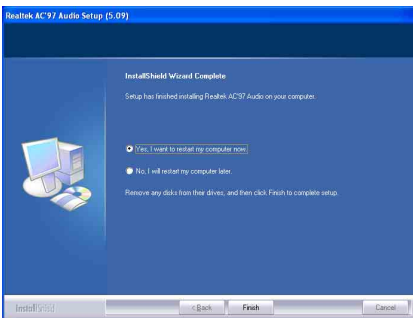 Realtek AC'97 Audio Setup (5.09)
InstallShield Wizard Complete
Setup has finished installing Realtek AC'97 Audio on your computer.
Yes, I want to restart my computer now.
No, I will restart my computer later.
Remove any disks from their drives, and then click Finish to complete setup.
InstallShield
< Back
Finish
Cancel